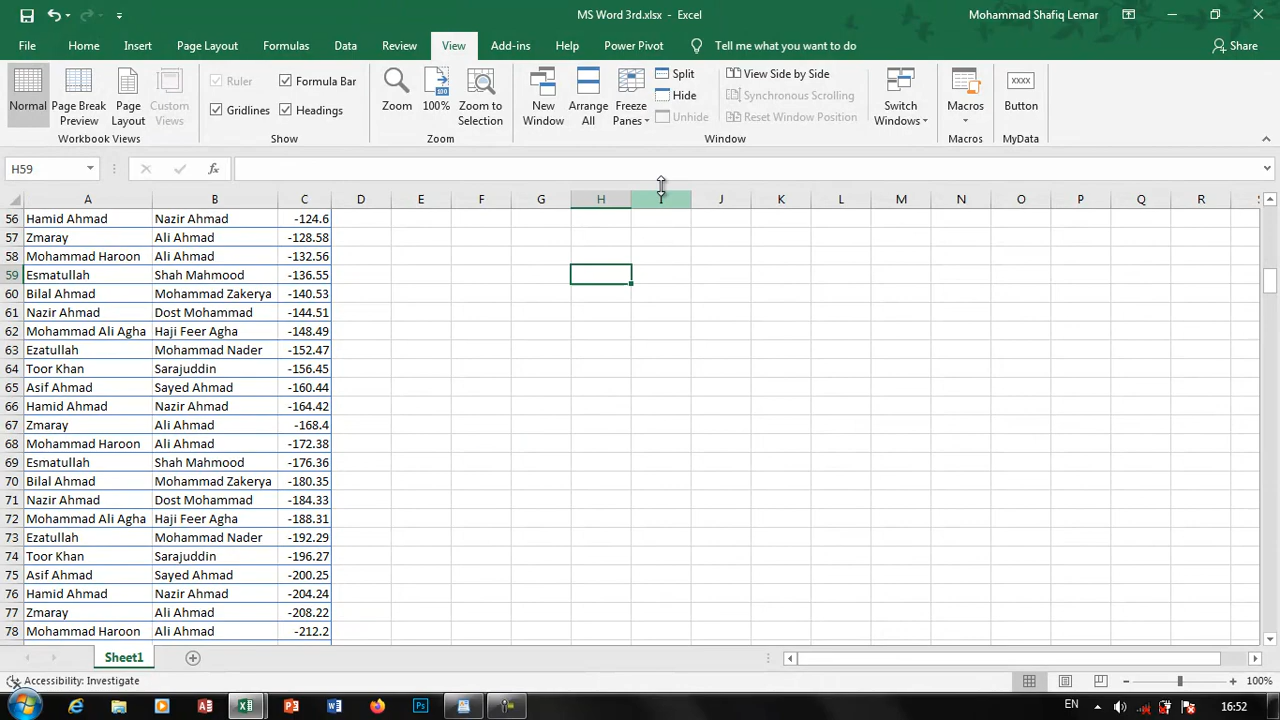 MS Word 3rd.xlsx - Excel
Mohammad Shafiq Lemar
File Home Insert Page Layout Formulas Data Review View Add-ins Help Power Pivot Tell me what you want to do Share
Normal Page Break Preview Page Layout Custom Views
Ruler Formula Bar
Gridlines Headings
Zoom 100% Zoom to Selection
New Window Arrange All Freeze Panes
Split
Hide
Unhide
View Side by Side
Synchronous Scrolling
Reset Window Position
Switch Windows Macros XXXX Button
Workbook Views Show Zoom Window Macros MyData
H59 fx
A B C D E F G H I J K L M N O P Q R
56 Hamid Ahmad Nazir Ahmad -124.6
57 Zmaray Ali Ahmad -128.58
58 Mohammad Haroon Ali Ahmad -132.56
59 Esmatullah Shah Mahmood -136.55
60 Bilal Ahmad Mohammad Zakerya -140.53
61 Nazir Ahmad Dost Mohammad -144.51
62 Mohammad Ali Agha Haji Feer Agha -148.49
63 Ezatullah Mohammad Nader -152.47
64 Toor Khan Sarajuddin -156.45
65 Asif Ahmad Sayed Ahmad -160.44
66 Hamid Ahmad Nazir Ahmad -164.42
67 Zmaray Ali Ahmad -168.4
68 Mohammad Haroon Ali Ahmad -172.38
69 Esmatullah Shah Mahmood -176.36
70 Bilal Ahmad Mohammad Zakerya -180.35
71 Nazir Ahmad Dost Mohammad -184.33
72 Mohammad Ali Agha Haji Feer Agha -188.31
73 Ezatullah Mohammad Nader -192.29
74 Toor Khan Sarajuddin -196.27
75 Asif Ahmad Sayed Ahmad -200.25
76 Hamid Ahmad Nazir Ahmad -204.24
77 Zmaray Ali Ahmad -208.22
78 Mohammad Haroon Ali Ahmad -212.2
Sheet1
Accessibility: Investigate 100%
EN 16:52